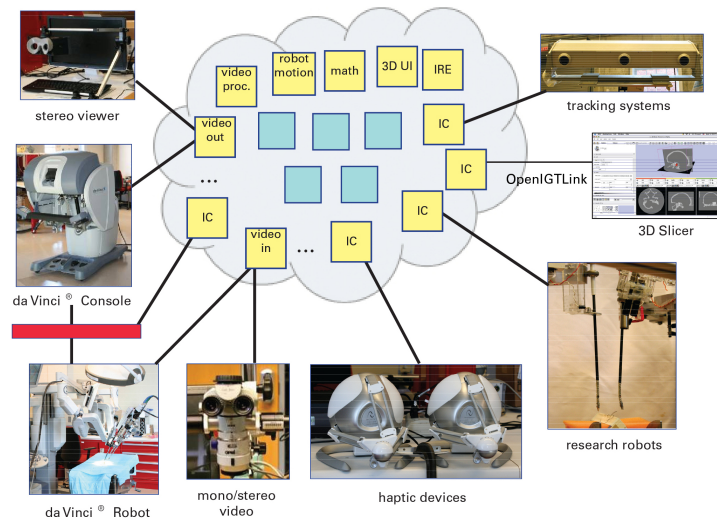 video
proc.
robot
motion
math
3D UI
IRE
stereo viewer
tracking systems
video
out
IC
IC
OpenIGTLink
...
IC
IC
3D Slicer
video
in
...
IC
da Vinci ® Console
research robots
mono/stereo
video
haptic devices
da Vinci ® Robot